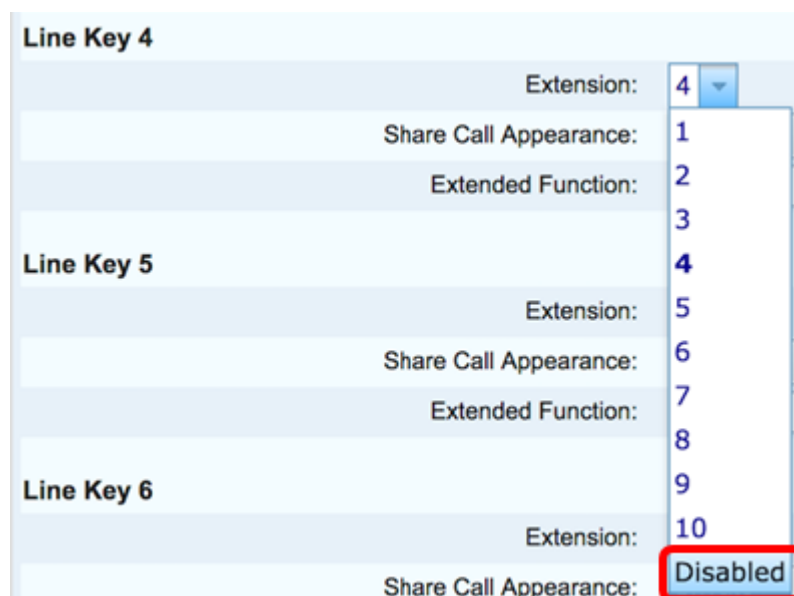 Line Key 4
Extension: 4
Share Call Appearance: 1
Extended Function: 2
3
Line Key 5 4
Extension: 5
Share Call Appearance: 6
Extended Function: 7
8
Line Key 6 9
Extension: 10
Share Call Appearance: Disabled